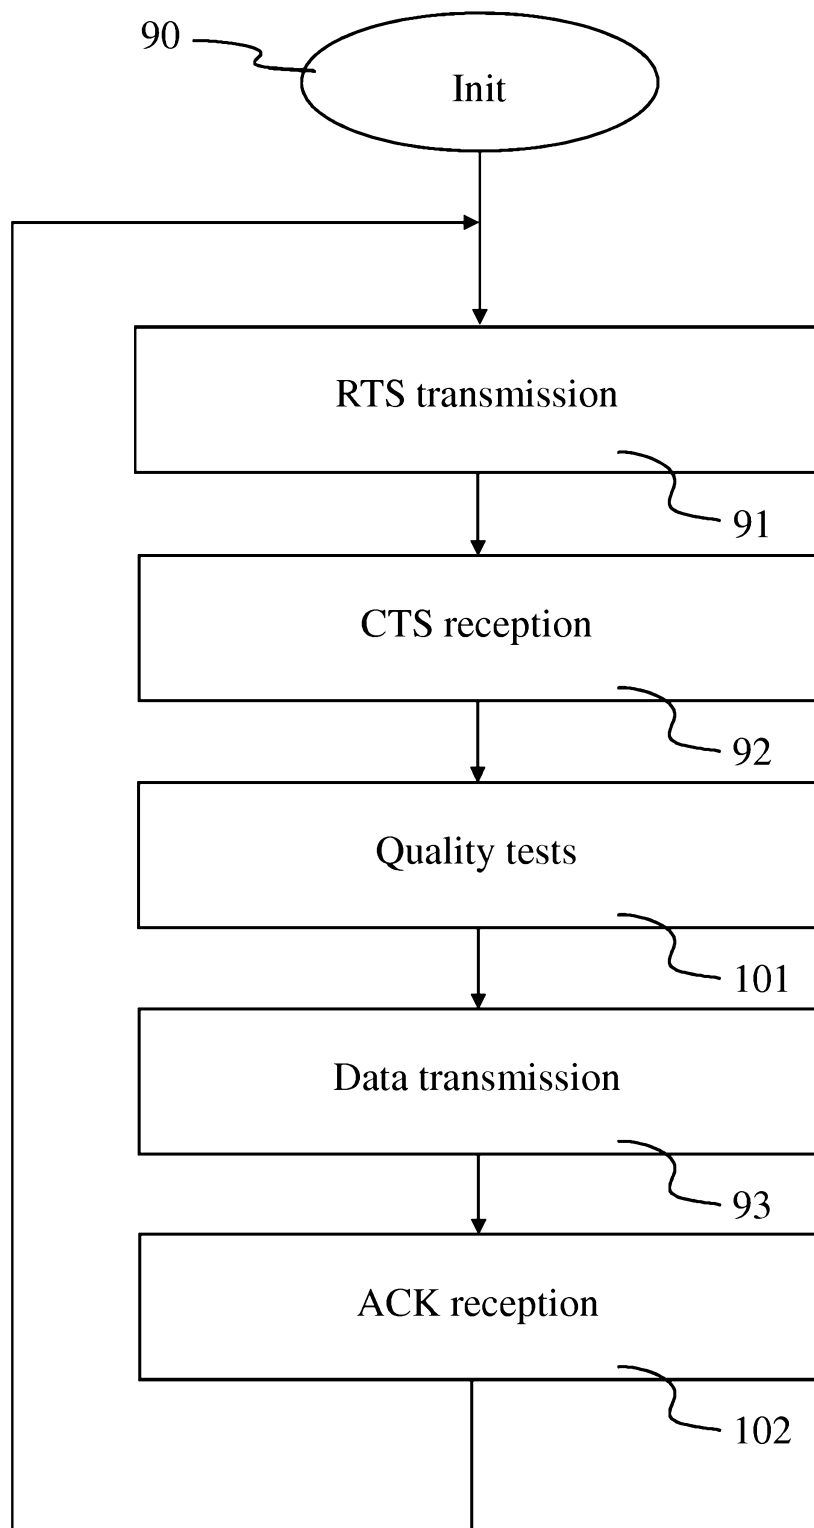 90
Init
RTS transmission
91
CTS reception
92
Quality tests
101
Data transmission
93
ACK reception
102